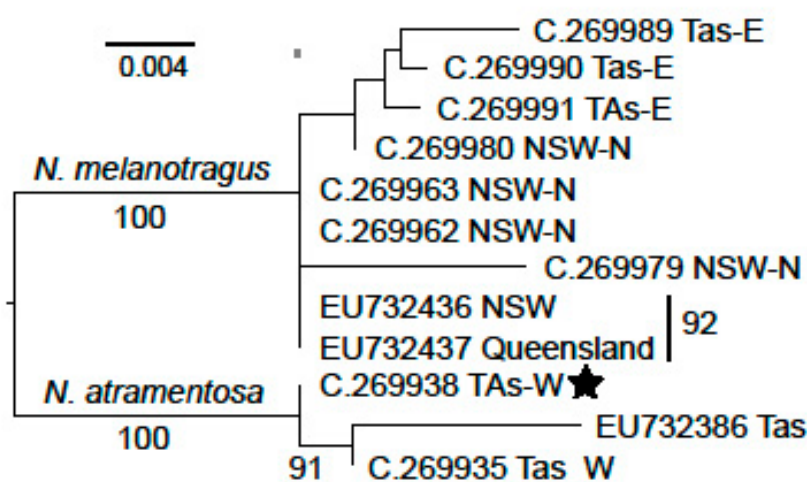 C.269989 Tas-E
0.004
C.269990 Tas-E
C.269991 TAs-E
C.269980 NSW-N
N. melanotragus
C.269963 NSW-N
100
C.269962 NSW-N
C.269979 NSW-N
EU732436 NSW
92
EU732437 Queensland
N. atramentosa
C.269938 TAs-W
100
EU732386 Tas
91
C.269935 Tas W